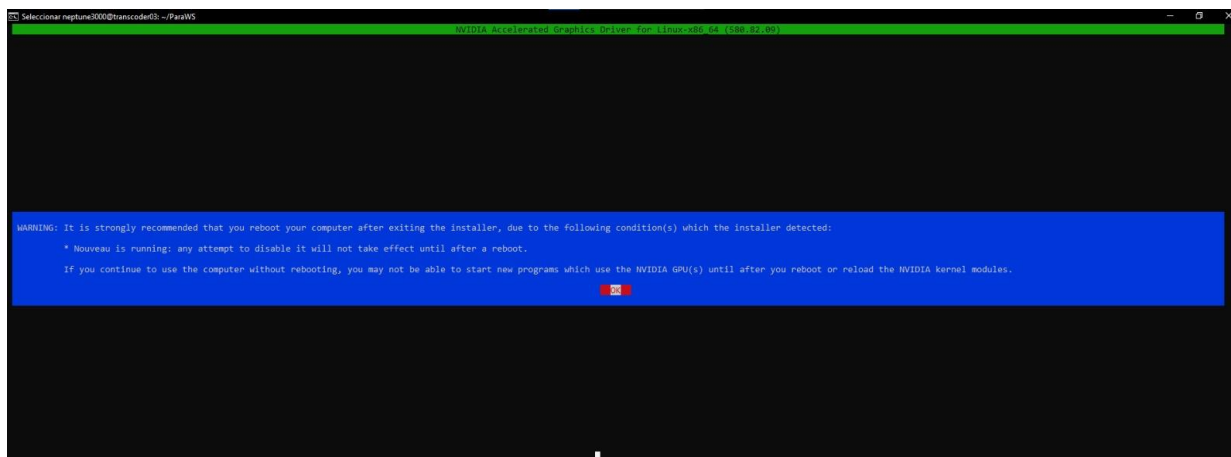 Seleccionar neptune3000@transcoder03: ~/ParaWS
NVIDIA Accelerated Graphics Driver for Linux-x86_64 (580.82.09)
WARNING: It is strongly recommended that you reboot your computer after exiting the installer, due to the following condition(s) which the installer detected:
* Nouveau is running: any attempt to disable it will not take effect until after a reboot.
If you continue to use the computer without rebooting, you may not be able to start new programs which use the NVIDIA GPU(s) until after you reboot or reload the NVIDIA kernel modules.
OK